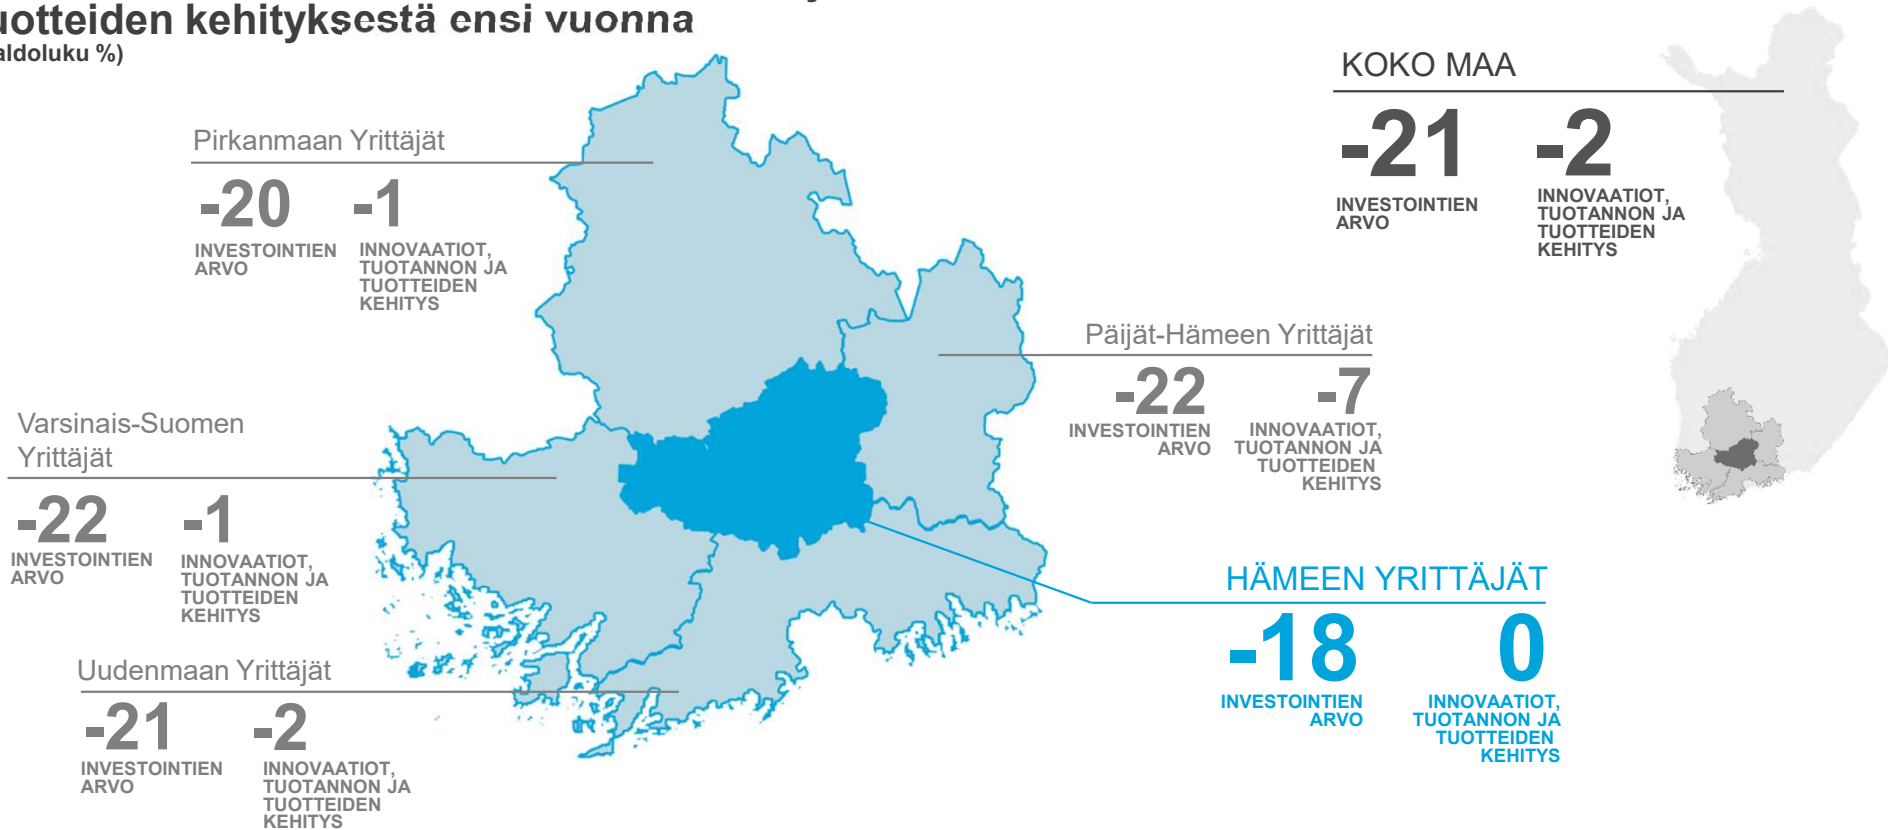 uotteiden kehityksestä ensi vuonna
aldoluku %)
KOKO MAA
-21
-2
INVESTOINTIEN
ARVO
INNOVAATIOT,
TUOTANNON JA
TUOTTEIDEN
KEHITYS
Pirkanmaan Yrittäjät
-20
-1
INVESTOINTIEN
ARVO
INNOVAATIOT,
TUOTANNON JA
TUOTTEIDEN
KEHITYS
Päijät-Hämeen Yrittäjät
-22
-7
INVESTOINTIEN
ARVO
INNOVAATIOT,
TUOTANNON JA
TUOTTEIDEN
KEHITYS
Varsinais-Suomen
Yrittäjät
-22
-1
INVESTOINTIEN
ARVO
INNOVAATIOT,
TUOTANNON JA
TUOTTEIDEN
KEHITYS
HÄMEEN YRITTÄJÄT
-18
0
INVESTOINTIEN
ARVO
INNOVAATIOT,
TUOTANNON JA
TUOTTEIDEN
KEHITYS
Uudenmaan Yrittäjät
-21
-2
INVESTOINTIEN
ARVO
INNOVAATIOT,
TUOTANNON JA
TUOTTEIDEN
KEHITYS